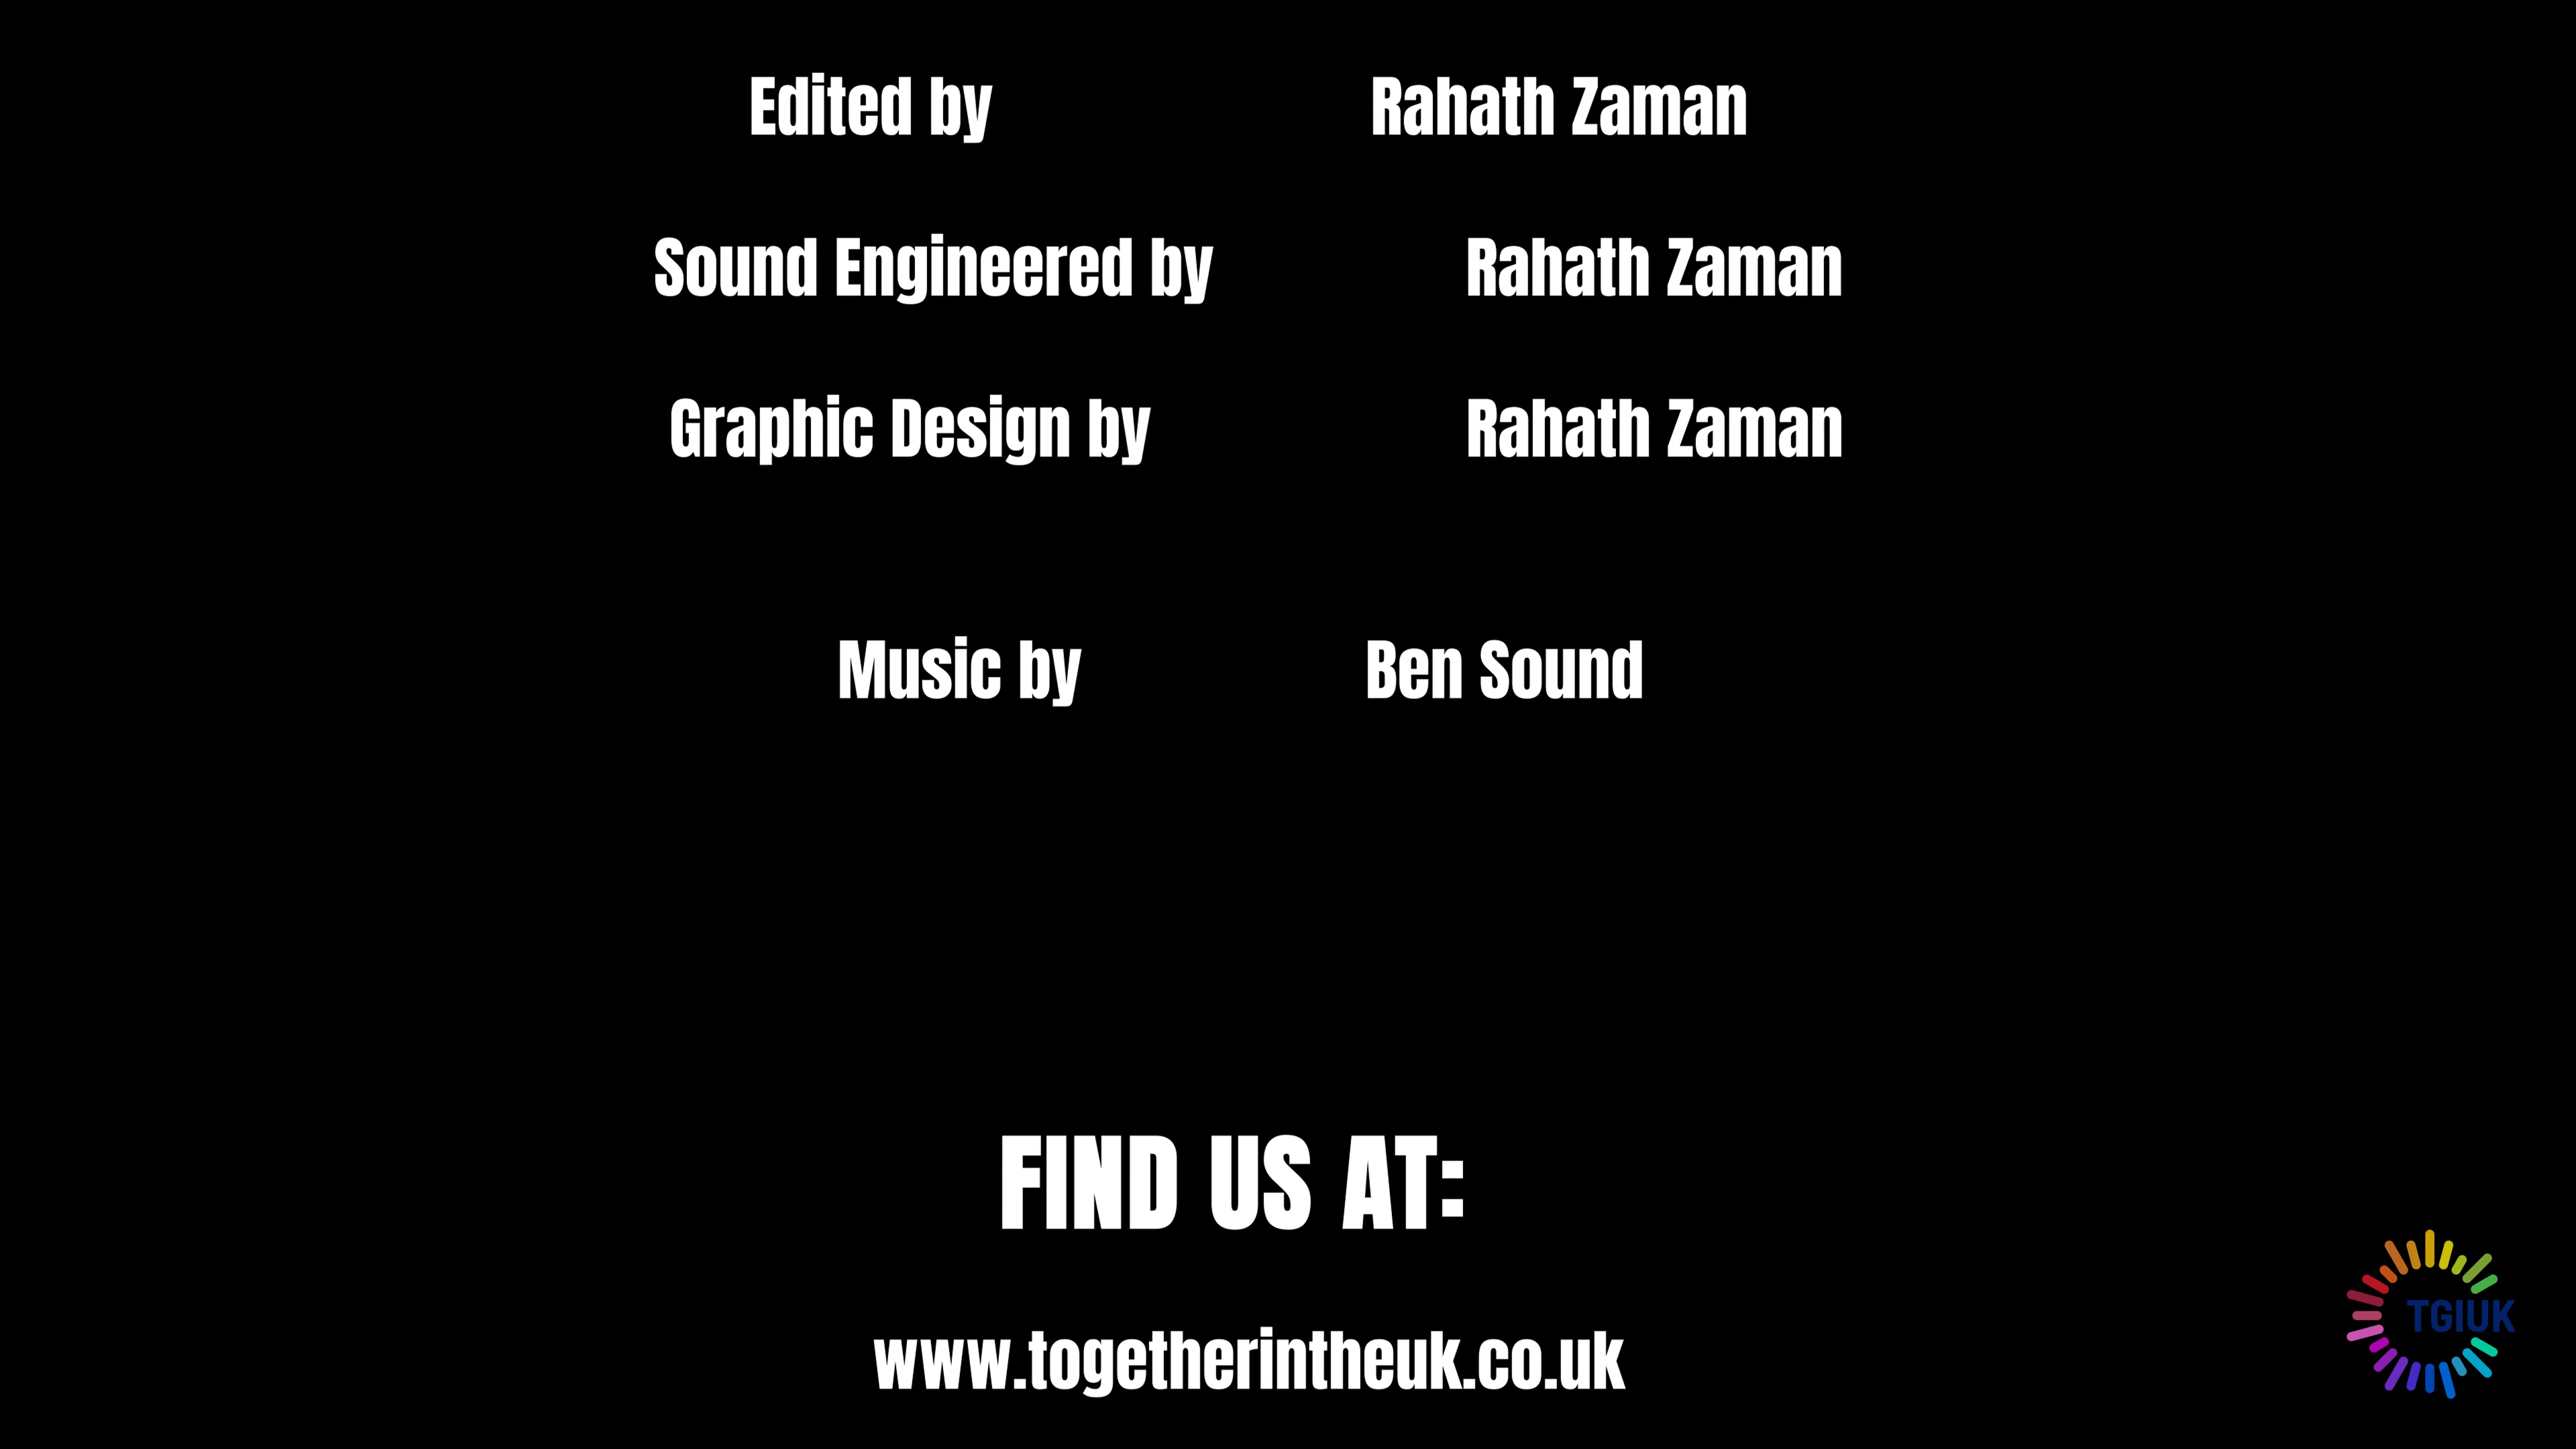 Edited by Rahath Zaman
Sound Engineered by Rahath Zaman
Graphic Design by Rahath Zaman
Music by Ben Sound
FIND US AT:
TGIUK
www.togetherintheuk.co.uk